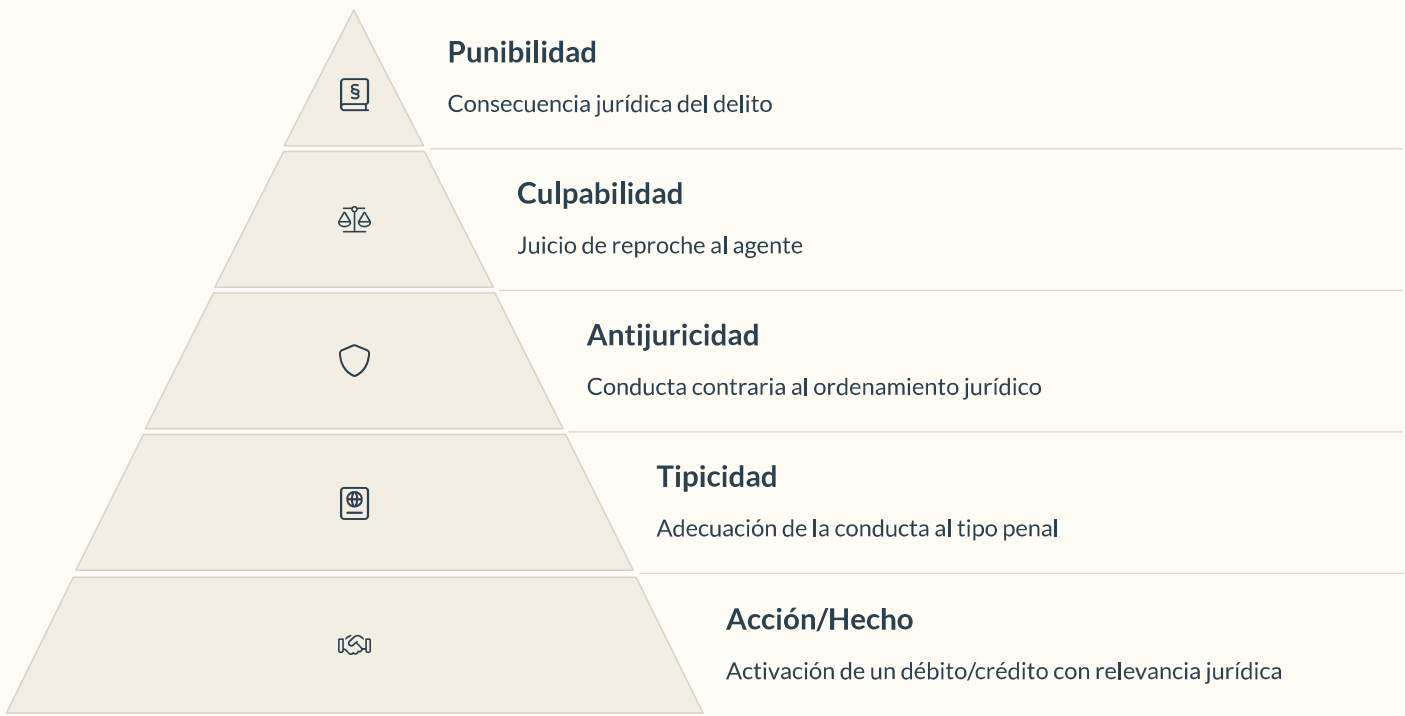 §
Punibilidad
Consecuencia jurídica del delito
Culpabilidad
Juicio de reproche al agente
Antijuricidad
Conducta contraria al ordenamiento jurídico
Tipicidad
Adecuación de la conducta al tipo penal
Acción/Hecho
Activación de un débito/crédito con relevancia jurídica